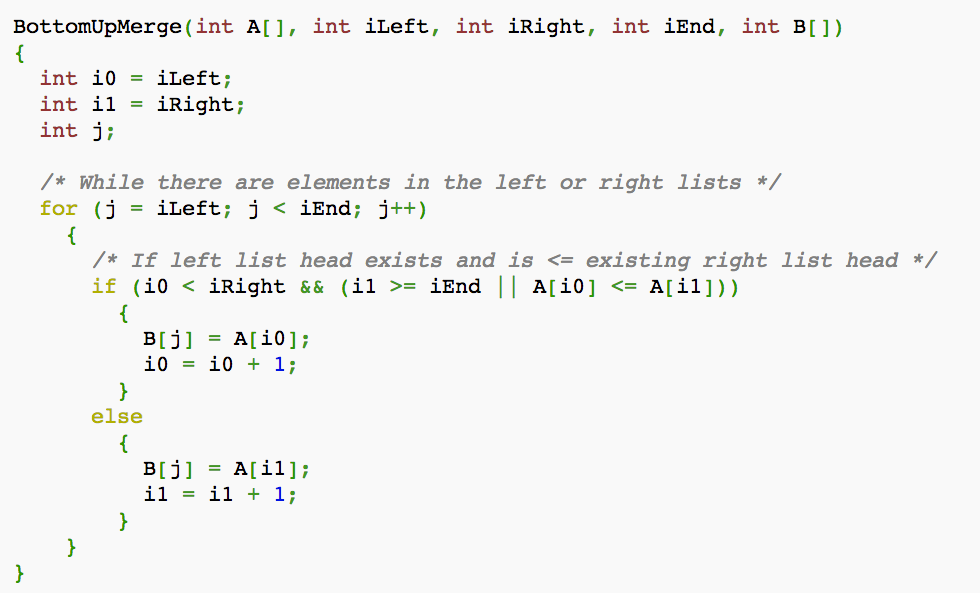 BottomUpMerge(int A[], int iLeft, int iRight, int iEnd, int B[])
{
  int i0 = iLeft;
  int i1 = iRight;
  int j;

  /* While there are elements in the left or right lists */
  for (j = iLeft; j < iEnd; j++)
    {
      /* If left list head exists and is <= existing right list head */
      if (i0 < iRight && (i1 >= iEnd || A[i0] <= A[i1]))
        {
          B[j] = A[i0];
          i0 = i0 + 1;
        }
      else
        {
          B[j] = A[i1];
          i1 = i1 + 1;
        }
    }
}